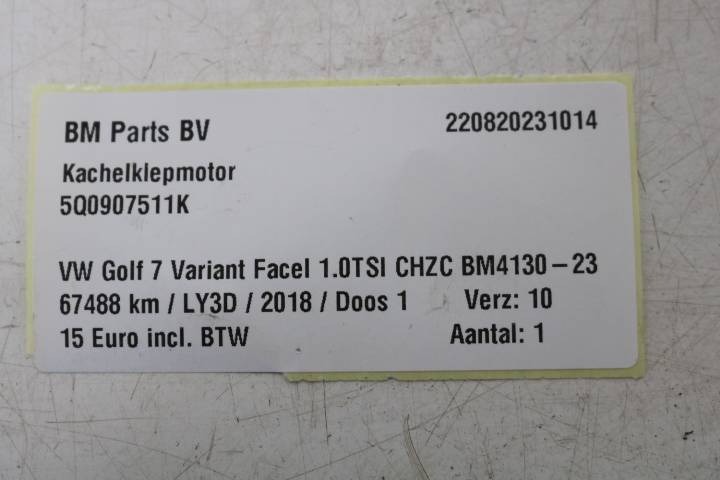 BM Parts BV 220820231014
Kachelklepmotor
5Q0907511K
VW Golf 7 Variant Facel 1.0TSI CHZC BM4130-23
67488 km / LY3D / 2018 / Doos 1 Verz: 10
15 Euro incl. BTW Aantal: 1